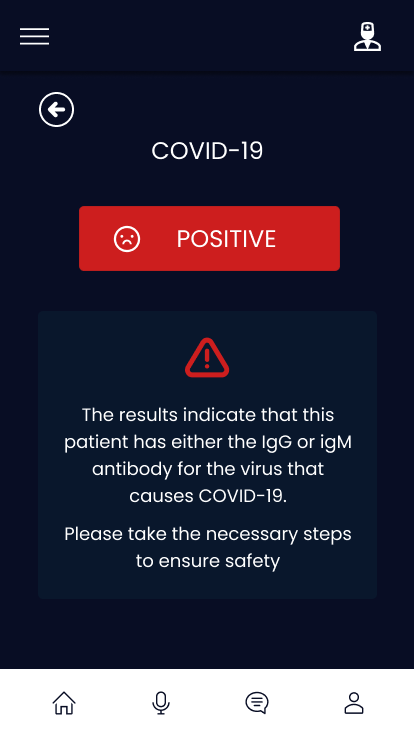 COVID-19
POSITIVE
The results indicate that this
patient has either the IgG or igM
antibody for the virus that
causes COVID-19.
Please take the necessary steps
to ensure safety